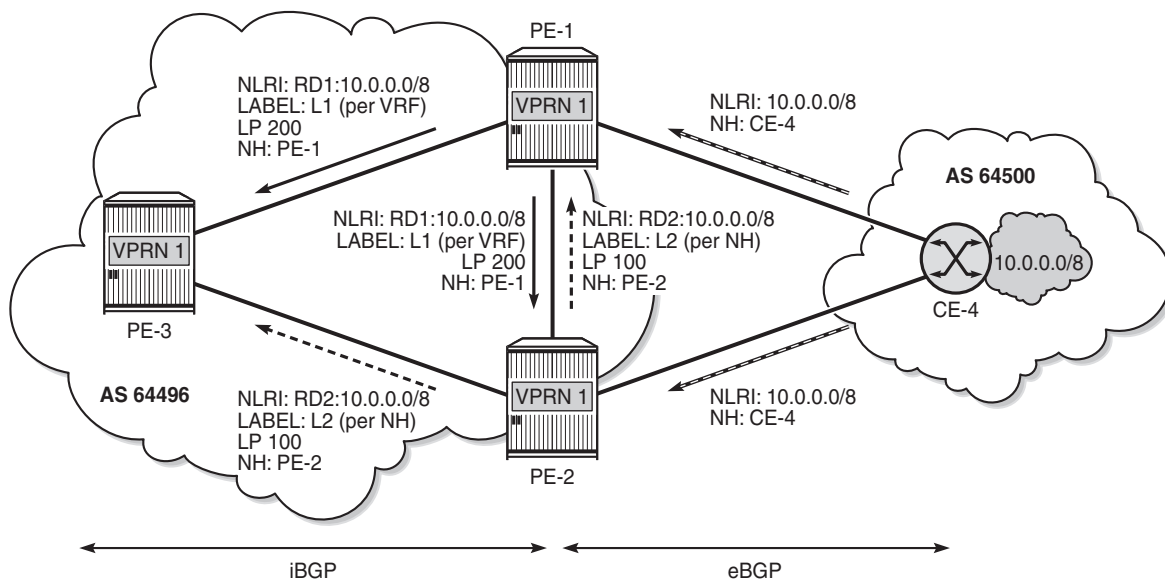 PE-1
VPRN 1
NLRI: RD1:10.0.0.0/8
LABEL: L1 (per VRF)
LP 200
NH: PE-1
NLRI: 10.0.0.0/8
NH: CE-4
AS 64500
VPRN 1
PE-3
NLRI: RD1:10.0.0.0/8
LABEL: L1 (per VRF)
LP 200
NH: PE-1
NLRI: RD2:10.0.0.0/8
LABEL: L2 (per NH)
LP 100
NH: PE-2
10.0.0.0/8
CE-4
AS 64496
NLRI: RD2:10.0.0.0/8
LABEL: L2 (per NH)
LP 100
NH: PE-2
VPRN 1
PE-2
NLRI: 10.0.0.0/8
NH: CE-4
iBGP
eBGP